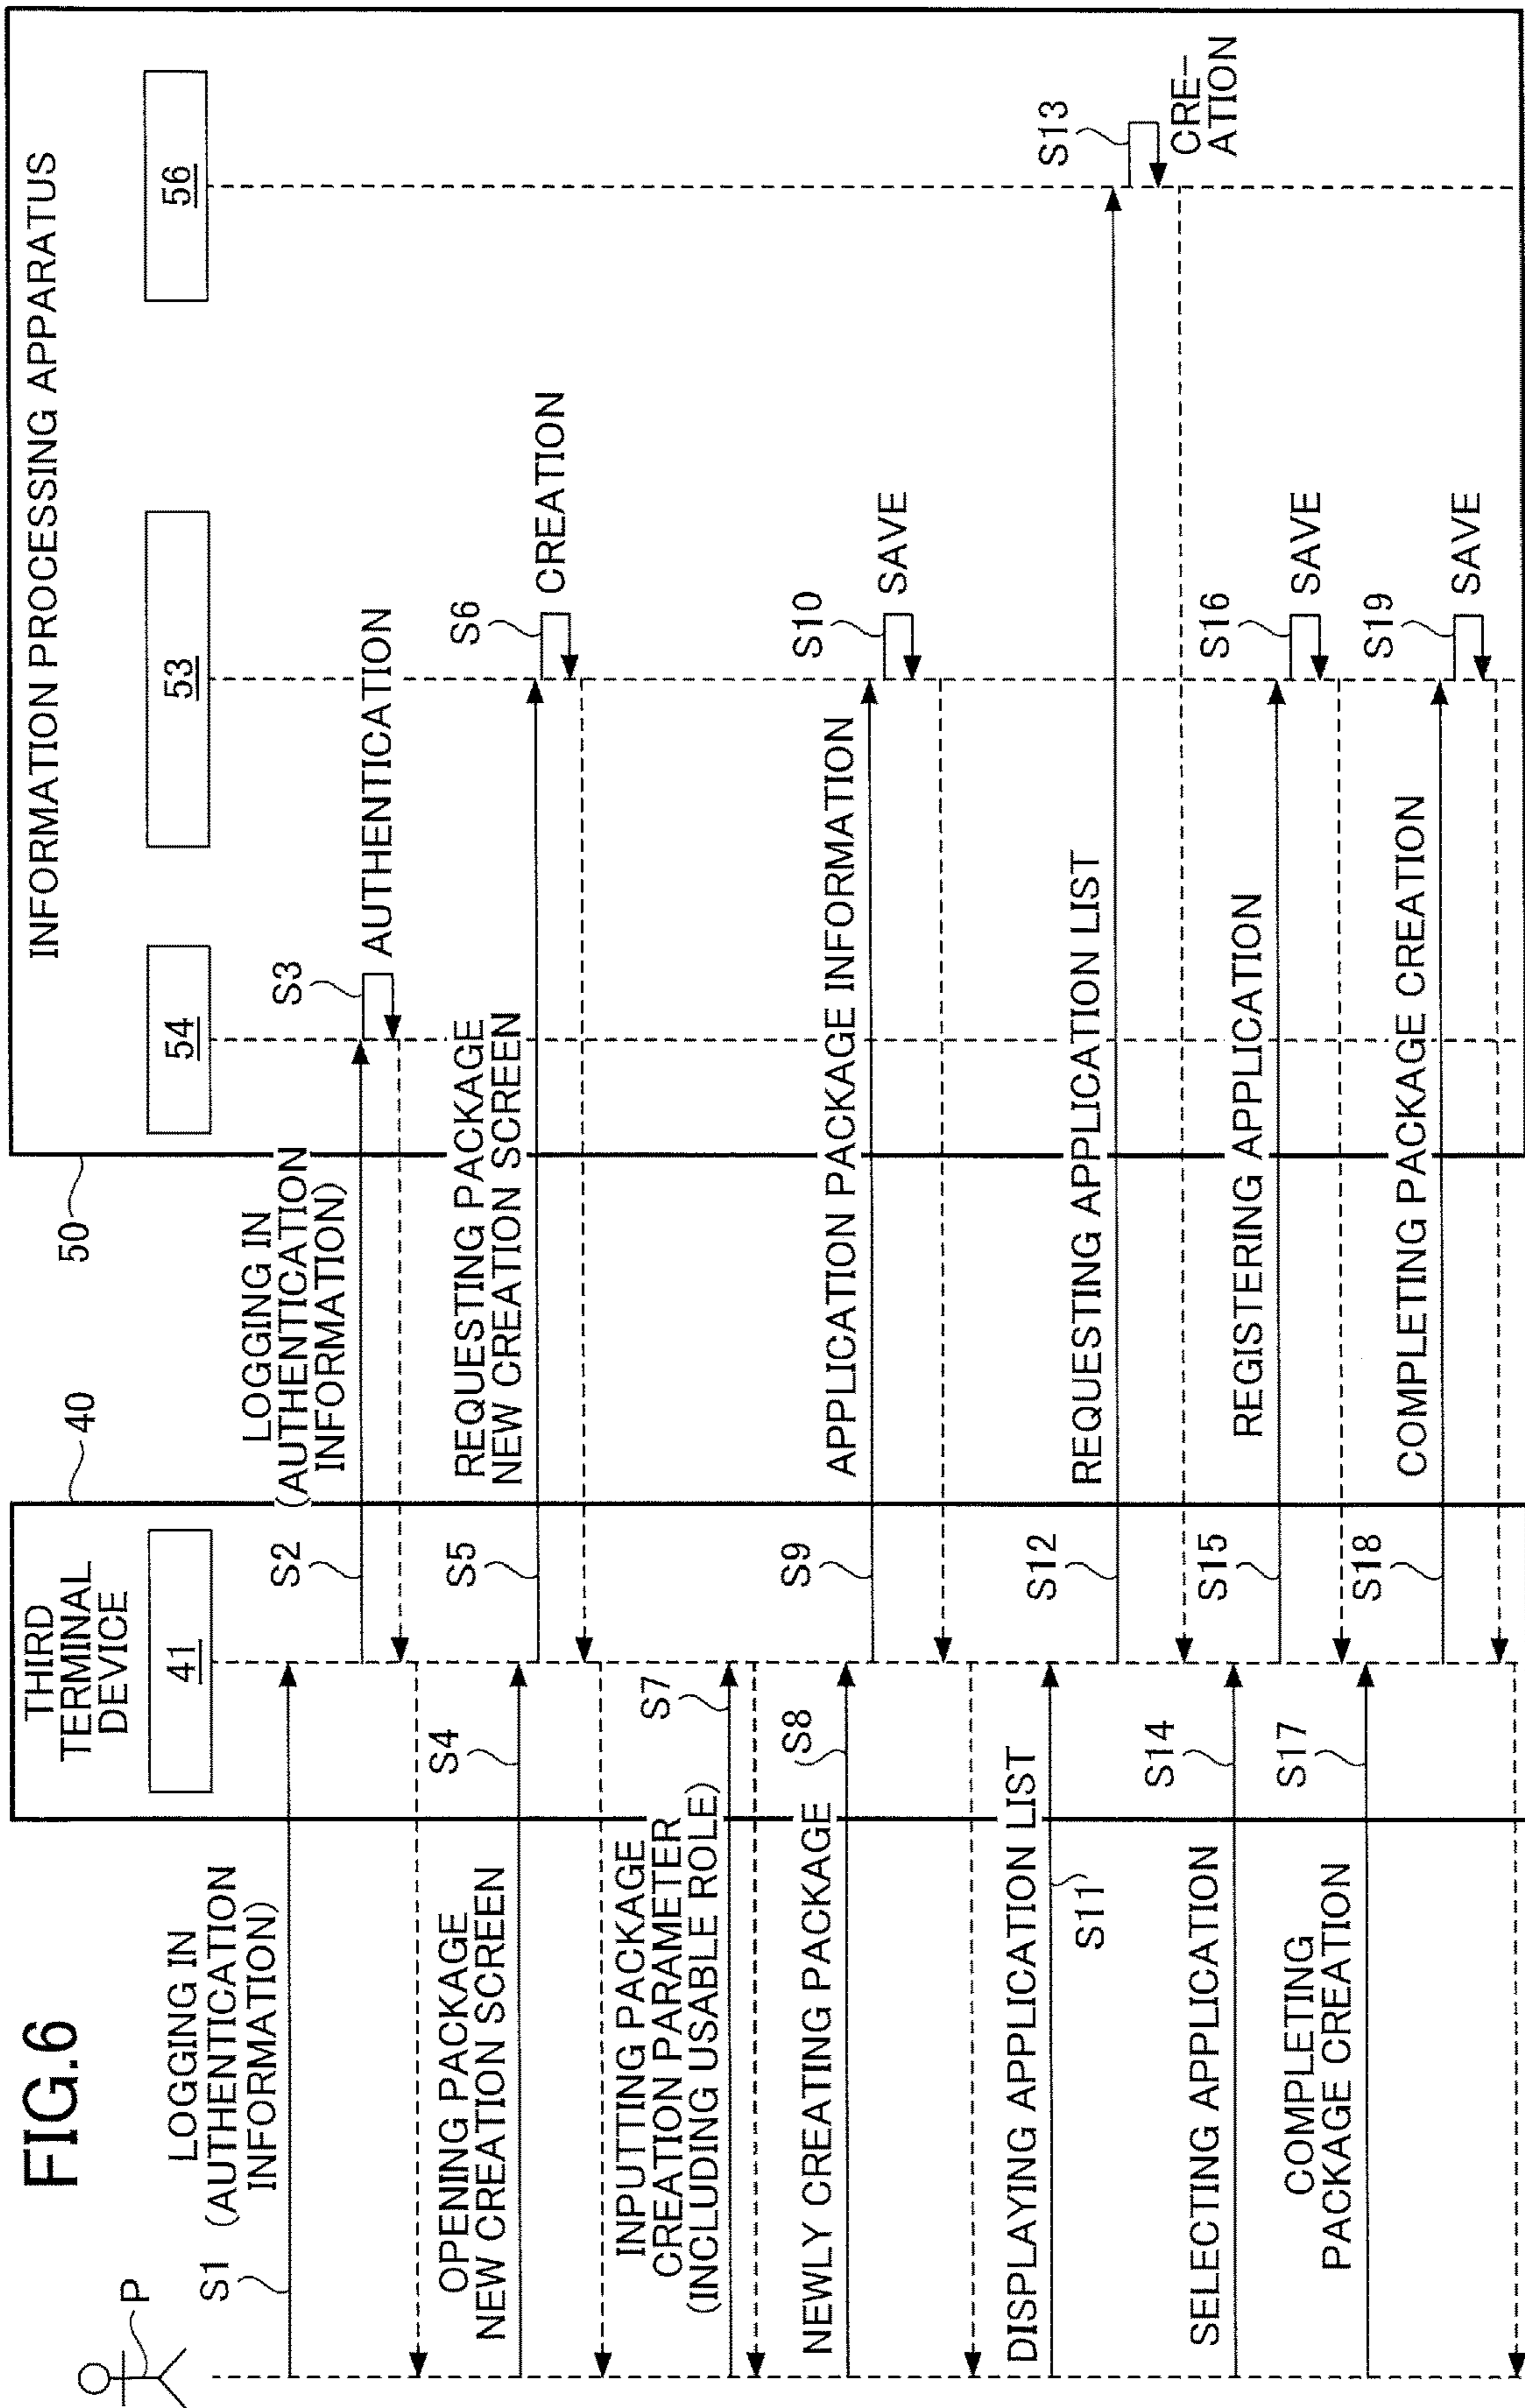 FIG.6
P
THIRD
TERMINAL
DEVICE
40
41
INFORMATION PROCESSING APPARATUS
50
54
53
56
S1
LOGGING IN
(AUTHENTICATION
INFORMATION)
S2
LOGGING IN
(AUTHENTICATION
INFORMATION)
S3
AUTHENTICATION
OPENING PACKAGE
NEW CREATION SCREEN
S4
S5
REQUESTING PACKAGE
NEW CREATION SCREEN
S6
CREATION
INPUTTING PACKAGE
CREATION PARAMETER
(INCLUDING USABLE ROLE)
S7
NEWLY CREATING PACKAGE
S8
S9
APPLICATION PACKAGE INFORMATION
S10
SAVE
DISPLAYING APPLICATION LIST
S11
S12
REQUESTING APPLICATION LIST
S13
CRE-
ATION
SELECTING APPLICATION
S14
S15
REGISTERING APPLICATION
S16
SAVE
COMPLETING
PACKAGE CREATION
S17
S18
COMPLETING PACKAGE CREATION
S19
SAVE